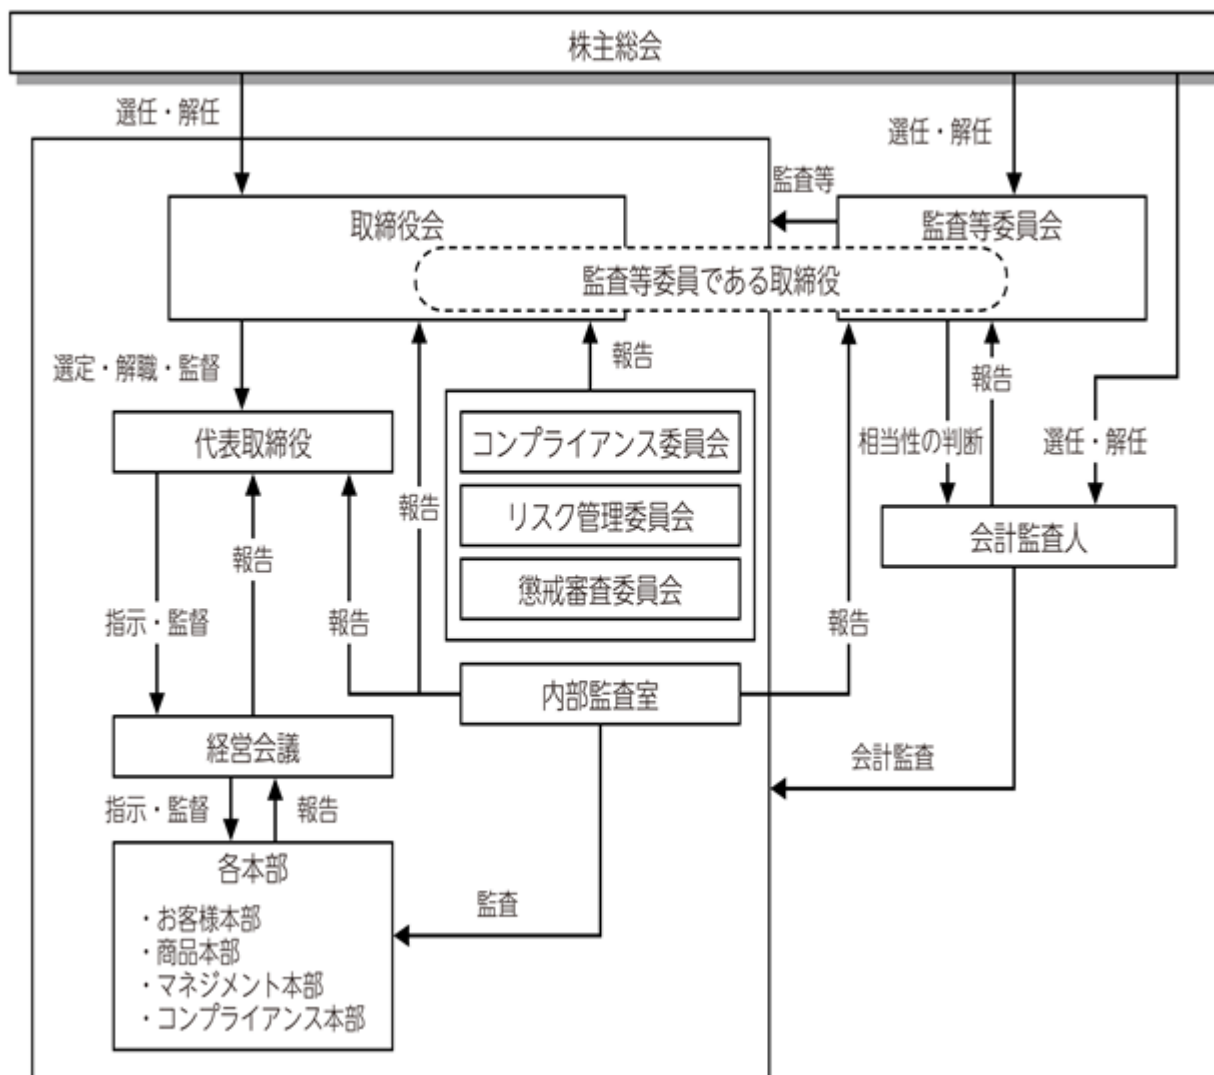 株主総会
選任・解任
選任・解任
監査等
取締役会
監査等委員会
監査等委員である取締役
選定・解職・監督
報告
報告
代表取締役
コンプライアンス委員会
相当性の判断
選任・解任
リスク管理委員会
報告
会計監査人
報告
懲戒審査委員会
指示・監督
報告
報告
内部監査室
経営会議
会計監査
指示・監督
報告
各本部
監査
・お客様本部
・商品本部
・マネジメント本部
・コンプライアンス本部